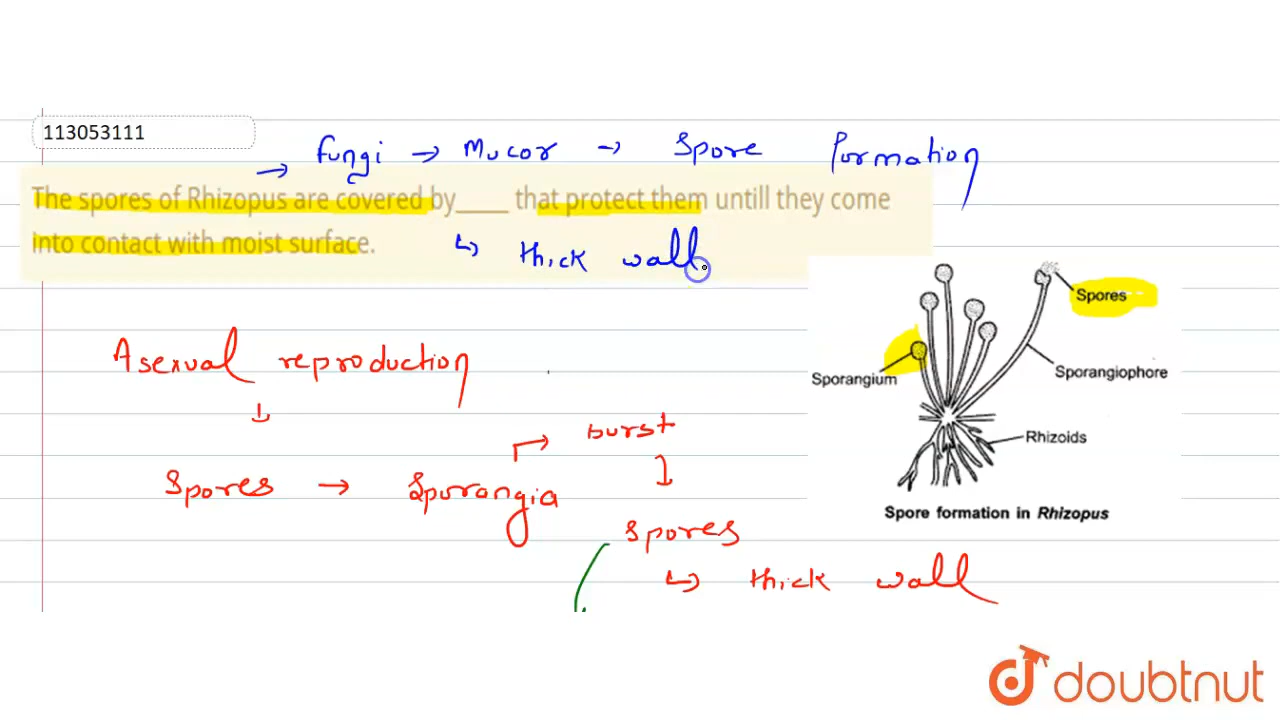 113053111
→ fungi → Mucor → Spore formation
The spores of Rhizopus are covered by____ that protect them untill they come
into contact with moist surface.
↳ thick wall
Spores
Asexual reproduction
Sporangium
Sporangiophore
burst
Rhizoids
Spores → Sporangia
Spore formation in Rhizopus
spores
↳ thick wall
doubtnut